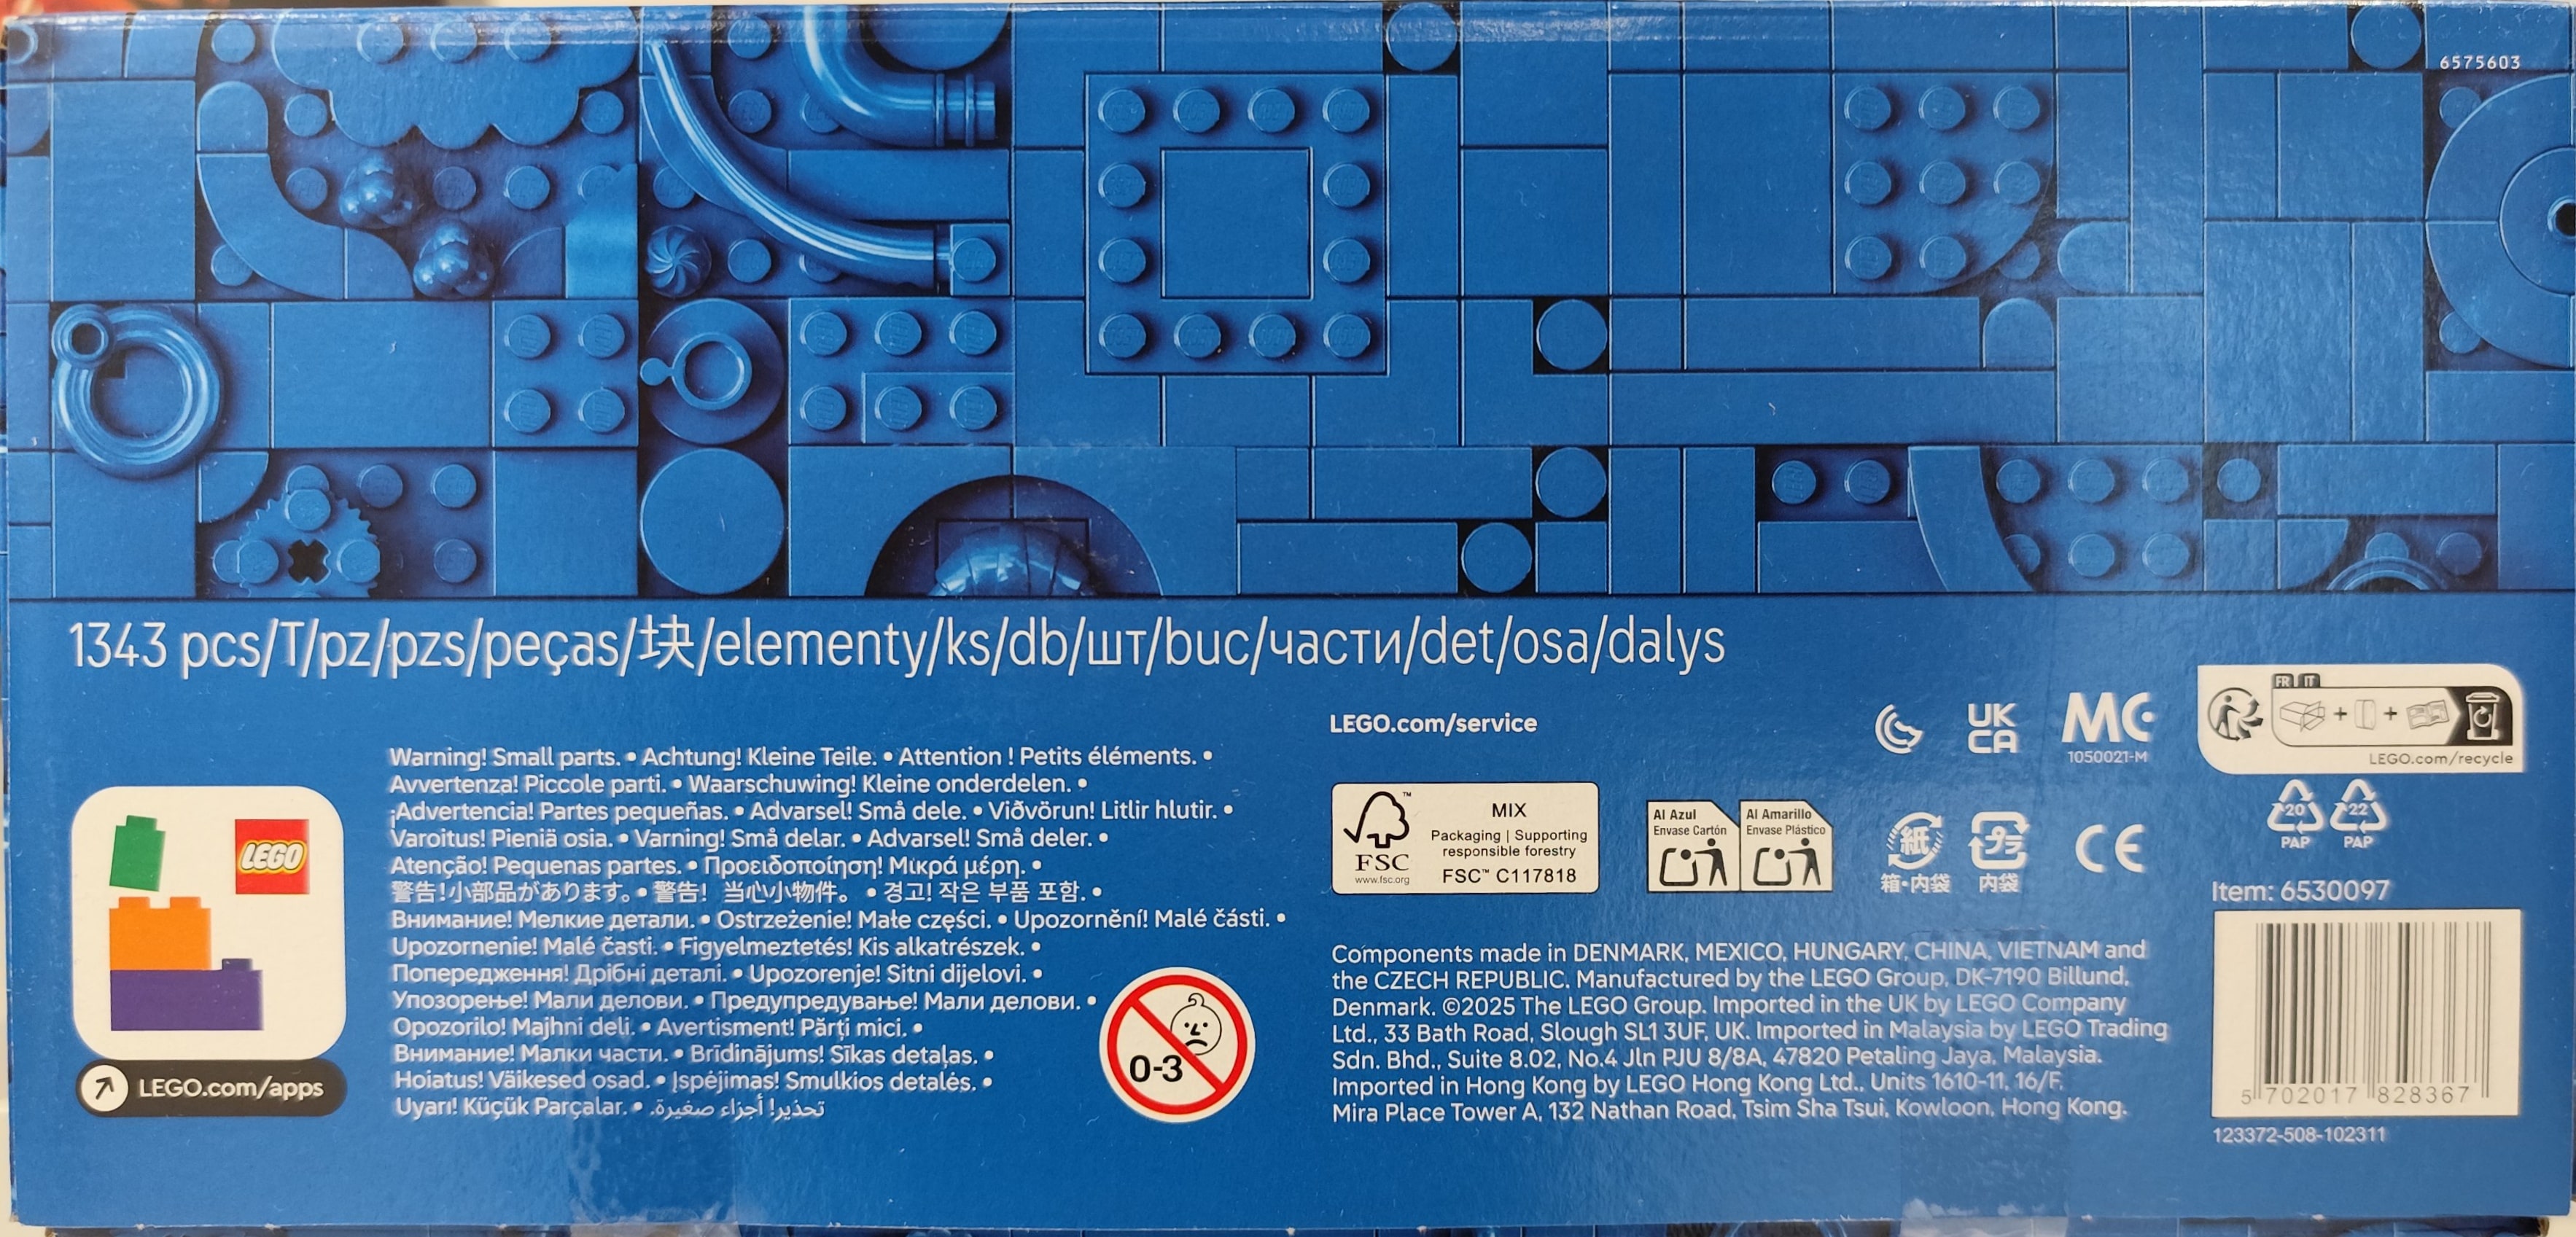 6575603
1343 pcs/T/pz/pzs/peças/块/elementy/ks/db/шт/buc/части/det/osa/dalys
LEGO
LEGO.com/apps
Warning! Small parts. • Achtung! Kleine Teile. • Attention ! Petits éléments. •
Avvertenza! Piccole parti. • Waarschuwing! Kleine onderdelen. •
¡Advertencia! Partes pequeñas. • Advarsel! Små dele. • Viðvörun! Litlir hlutir. •
Varoitus! Pieniä osia. • Varning! Små delar. • Advarsel! Små deler. •
Atenção! Pequenas partes. • Προειδοποίηση! Μικρά μέρη. •
警告!小部品があります。• 警告! 当心小物件。 • 경고! 작은 부품 포함. •
Внимание! Мелкие детали. • Ostrzeżenie! Małe części. • Upozornění! Malé části. •
Upozornenie! Malé časti. • Figyelmeztetés! Kis alkatrészek. •
Попередження! Дрібні деталі. • Upozorenje! Sitni dijelovi. •
Упозорење! Мали делови. • Предупредување! Мали делови. •
Opozorilo! Majhni deli. • Avertisment! Părți mici. •
Внимание! Малки части. • Brīdinājums! Sīkas detaļas. •
Hoiatus! Väikesed osad. • Įspėjimas! Smulkios detalės. •
Uyarı! Küçük Parçalar. • تحذير! أجزاء صغيرة.
0-3
LEGO.com/service
FSC
www.fsc.org
MIX
Packaging | Supporting
responsible forestry
FSC™ C117818
Al Azul
Envase Cartón
Al Amarillo
Envase Plástico
UK
CA
MC
1050021-M
紙
箱・内袋
プラ
内袋
CE
Components made in DENMARK, MEXICO, HUNGARY, CHINA, VIETNAM and
the CZECH REPUBLIC. Manufactured by the LEGO Group, DK-7190 Billund,
Denmark. ©2025 The LEGO Group. Imported in the UK by LEGO Company
Ltd., 33 Bath Road, Slough SL1 3UF, UK. Imported in Malaysia by LEGO Trading
Sdn. Bhd., Suite 8.02, No.4 Jln PJU 8/8A, 47820 Petaling Jaya, Malaysia.
Imported in Hong Kong by LEGO Hong Kong Ltd., Units 1610-11, 16/F,
Mira Place Tower A, 132 Nathan Road, Tsim Sha Tsui, Kowloon, Hong Kong.
FR IT
+ +
LEGO.com/recycle
20 22
PAP PAP
Item: 6530097
5 702017 828367
123372-508-102311